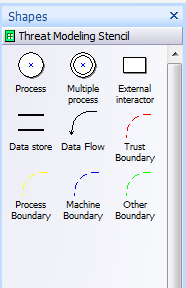 Shapes
Threat Modeling Stencil
Process
Multiple
process
External
interactor
Data store
Data Flow
Trust
Boundary
Process
Boundary
Machine
Boundary
Other
Boundary